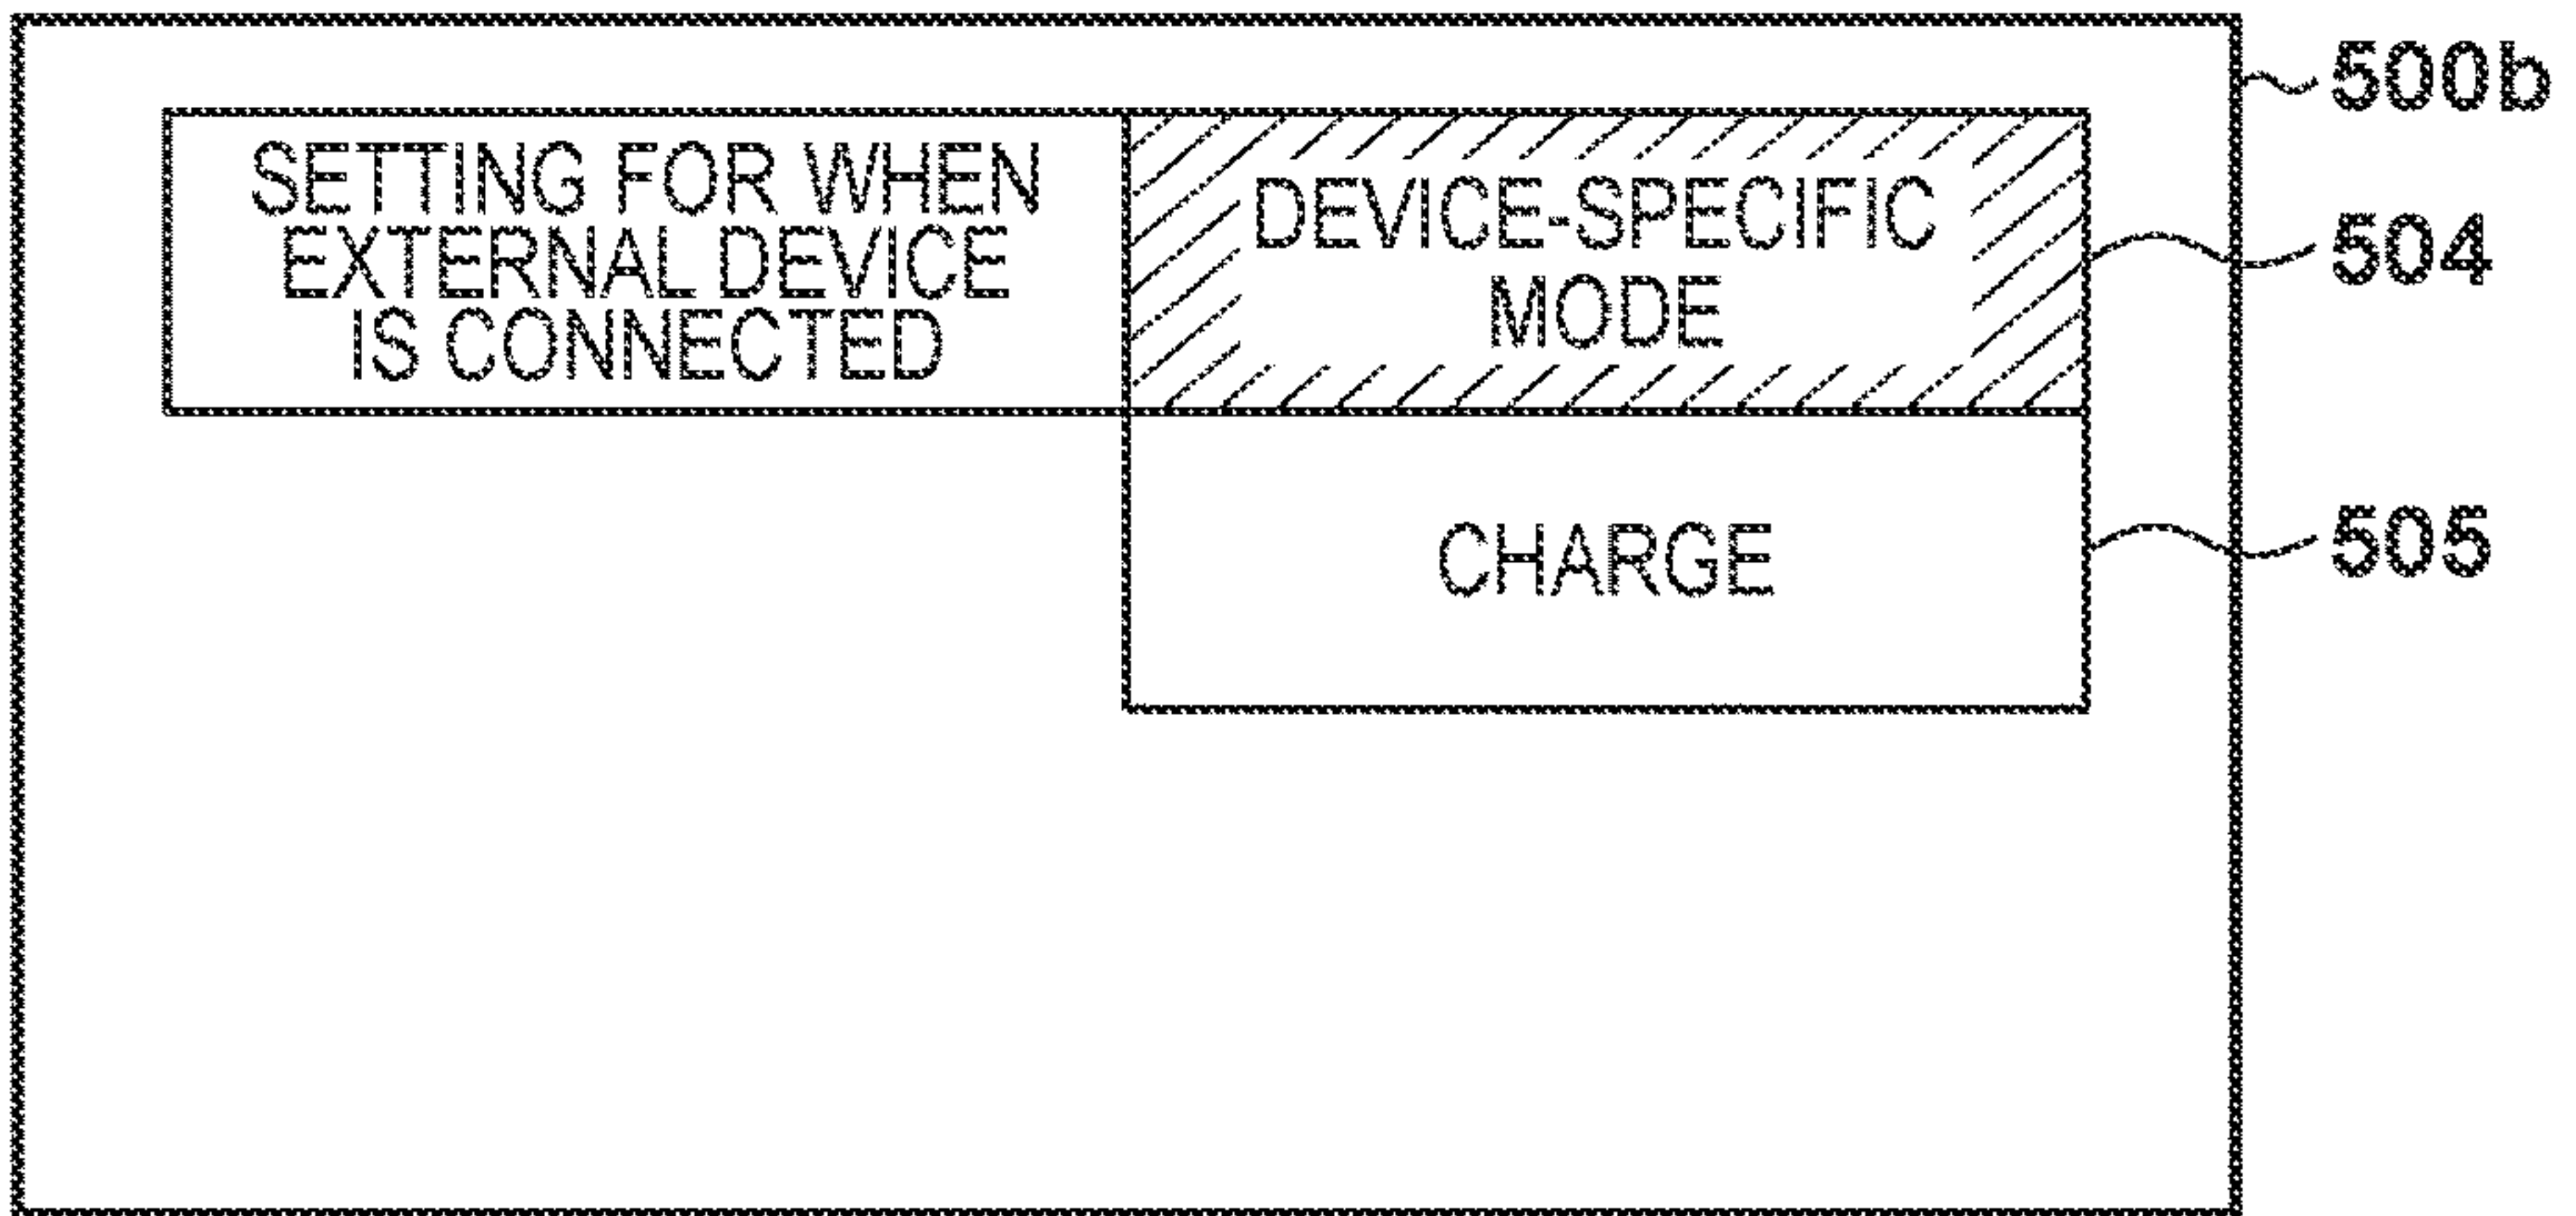 500b
SETTING FOR WHEN
EXTERNAL DEVICE
IS CONNECTED
DEVICE-SPECIFIC
MODE
504
CHARGE
505